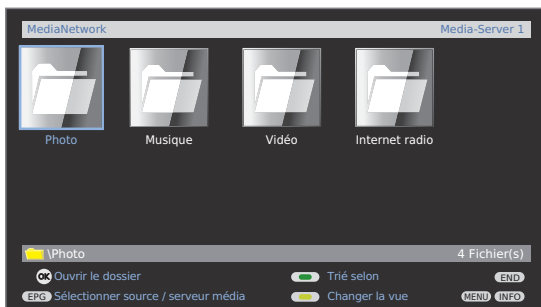 MediaNetwork Media-Server 1
Photo Musique Vidéo Internet radio
\Photo 4 Fichier(s)
OK Ouvrir le dossier Trié selon END
EPG Sélectionner source / serveur média Changer la vue MENU INFO